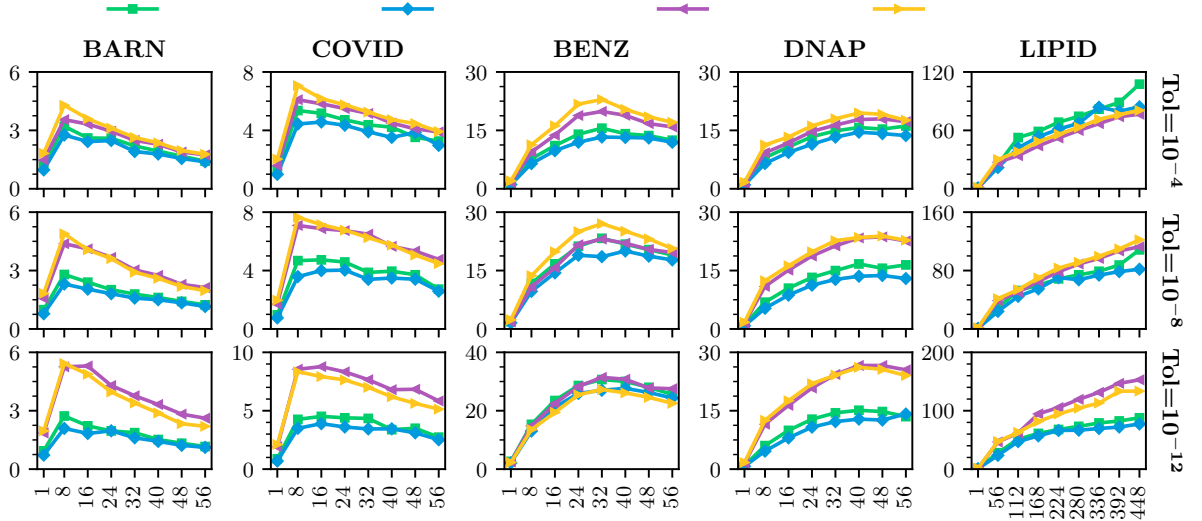 BARN COVID BENZ DNAP LIPID
6 8 30 30 120
3 4 15 15 60
0 0 0 0 0
Tol=10⁻⁴
6 8 30 30 160
3 4 15 15 80
0 0 0 0 0
Tol=10⁻⁸
6 10 40 30 200
3 5 20 15 100
0 0 0 0 0
Tol=10⁻¹²
1 8 16 24 32 40 48 56 1 8 16 24 32 40 48 56 1 8 16 24 32 40 48 56 1 8 16 24 32 40 48 56 1 56 112 168 224 280 336 392 448